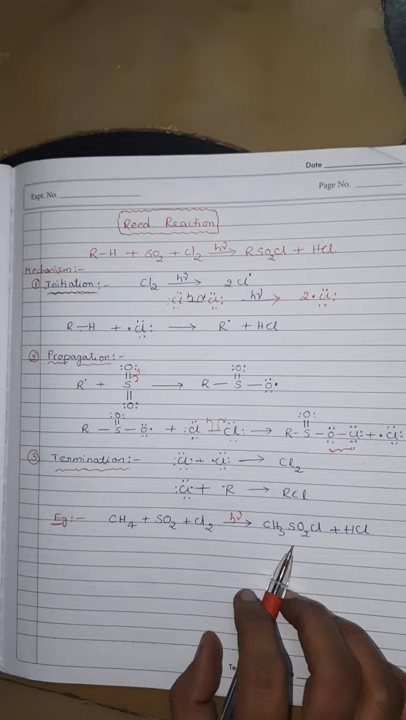 Date
Expt. No.
Page No.
Reed Reaction
R-H + SO₂ + Cl₂ —hν→ RSO₂Cl + HCl.
Mechanism:-
① Initiation:- Cl₂ —hν→ 2Cl•
:Cl̈—Cl̈: —hν→ 2•Cl̈:
R-H + •Cl̈: → R• + HCl
② Propagation:-
:O: :O:
R• + S → R - S - Ö•
:O:
:O: :O:
R - S - Ö• + :Cl̈—Cl̈: → R - S - Ö - Cl̈: + •Cl̈:
③ Termination:- :Cl̈• + •Cl̈: → Cl₂
:Cl̈• + •R → RCl
Eg:- CH₄ + SO₂ + Cl₂ —hν→ CH₃SO₂Cl + HCl